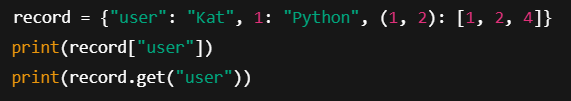 record = {"user": "Kat", 1: "Python", (1, 2): [1, 2, 4]}
print(record["user"])
print(record.get("user"))